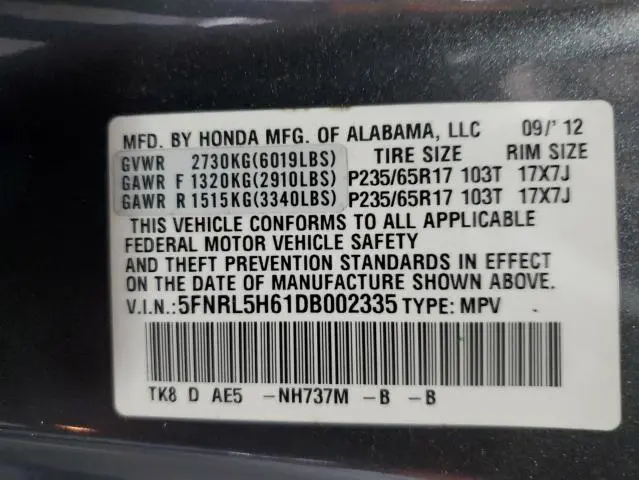 MFD. BY HONDA MFG. OF ALABAMA, LLC 09/'12
GVWR 2730KG(6019LBS) TIRE SIZE RIM SIZE
GAWR F 1320KG(2910LBS) P235/65R17 103T 17X7J
GAWR R 1515KG(3340LBS) P235/65R17 103T 17X7J
THIS VEHICLE CONFORMS TO ALL APPLICABLE
FEDERAL MOTOR VEHICLE SAFETY
AND THEFT PREVENTION STANDARDS IN EFFECT
ON THE DATE OF MANUFACTURE SHOWN ABOVE.
V.I.N.:5FNRL5H61DB002335 TYPE: MPV
TK8 D AE5 -NH737M -B -B